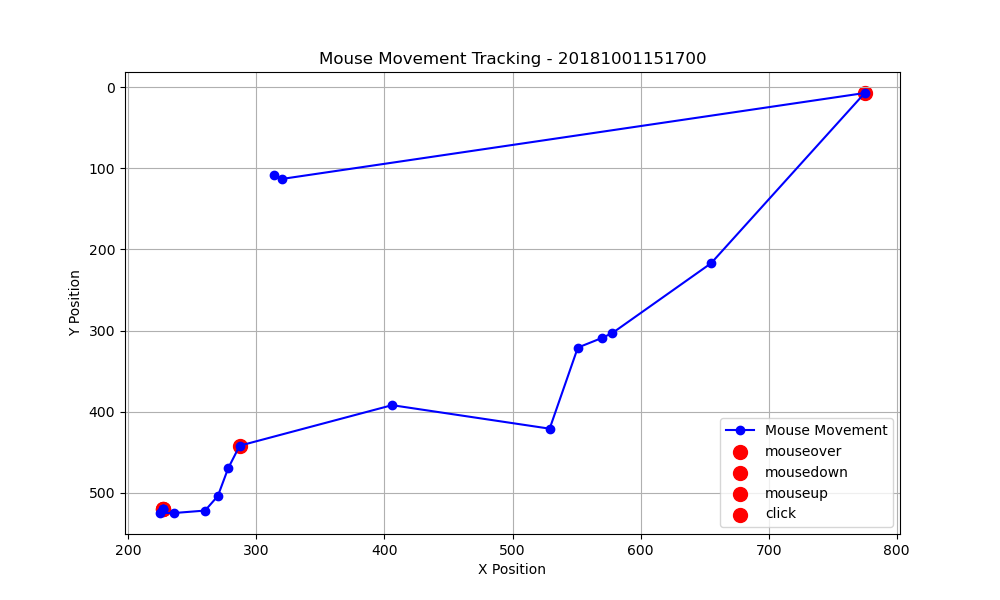 Mouse Movement Tracking - 20181001151700
0
100
200
300
400
500
Y Position
200
300
400
500
600
700
800
X Position
Mouse Movement
mouseover
mousedown
mouseup
click